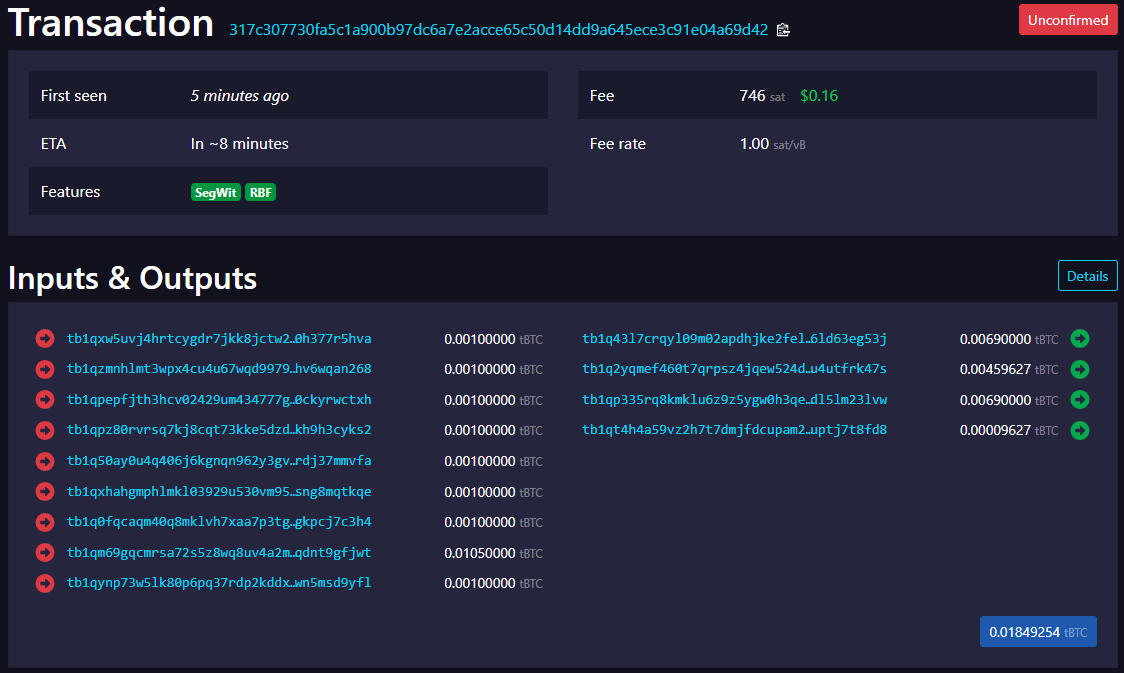 Transaction 317c307730fa5c1a900b97dc6a7e2acce65c50d14dd9a645ece3c91e04a69d42 Unconfirmed
First seen 5 minutes ago Fee 746 sat $0.16
ETA In ~8 minutes Fee rate 1.00 sat/vB
Features SegWit RBF
Inputs & Outputs Details
tb1qxw5uvj4hrtcygdr7jkk8jctw2…0h377r5hva 0.00100000 tBTC tb1q43l7crqyl09m02apdhjke2fel…6ld63eg53j 0.00690000 tBTC
tb1qzmnhlmt3wpx4cu4u67wqd9979…hv6wqan268 0.00100000 tBTC tb1q2yqmef460t7qrpsz4jqew524d…u4utfrk47s 0.00459627 tBTC
tb1qpepfjth3hcv02429um434777g…0ckyrwctxh 0.00100000 tBTC tb1qp335rq8kmklu6z9z5ygw0h3qe…dl5lm23lvw 0.00690000 tBTC
tb1qpz80rvrsq7kj8cqt73kke5dzd…kh9h3cyks2 0.00100000 tBTC tb1qt4h4a59vz2h7t7dmjfdcupam2…uptj7t8fd8 0.00009627 tBTC
tb1q50ay0u4q406j6kgnqn962y3gv…rdj37mmvfa 0.00100000 tBTC
tb1qxhahgmphlmkl03929u530vm95…sng8mqtkqe 0.00100000 tBTC
tb1q0fqcaqm40q8mklvh7xaa7p3tg…gkpcj7c3h4 0.00100000 tBTC
tb1qm69gqcmrsa72s5z8wq8uv4a2m…qdnt9gfjwt 0.01050000 tBTC
tb1qynp73w5lk80p6pq37rdp2kddx…wn5msd9yfl 0.00100000 tBTC
0.01849254 tBTC